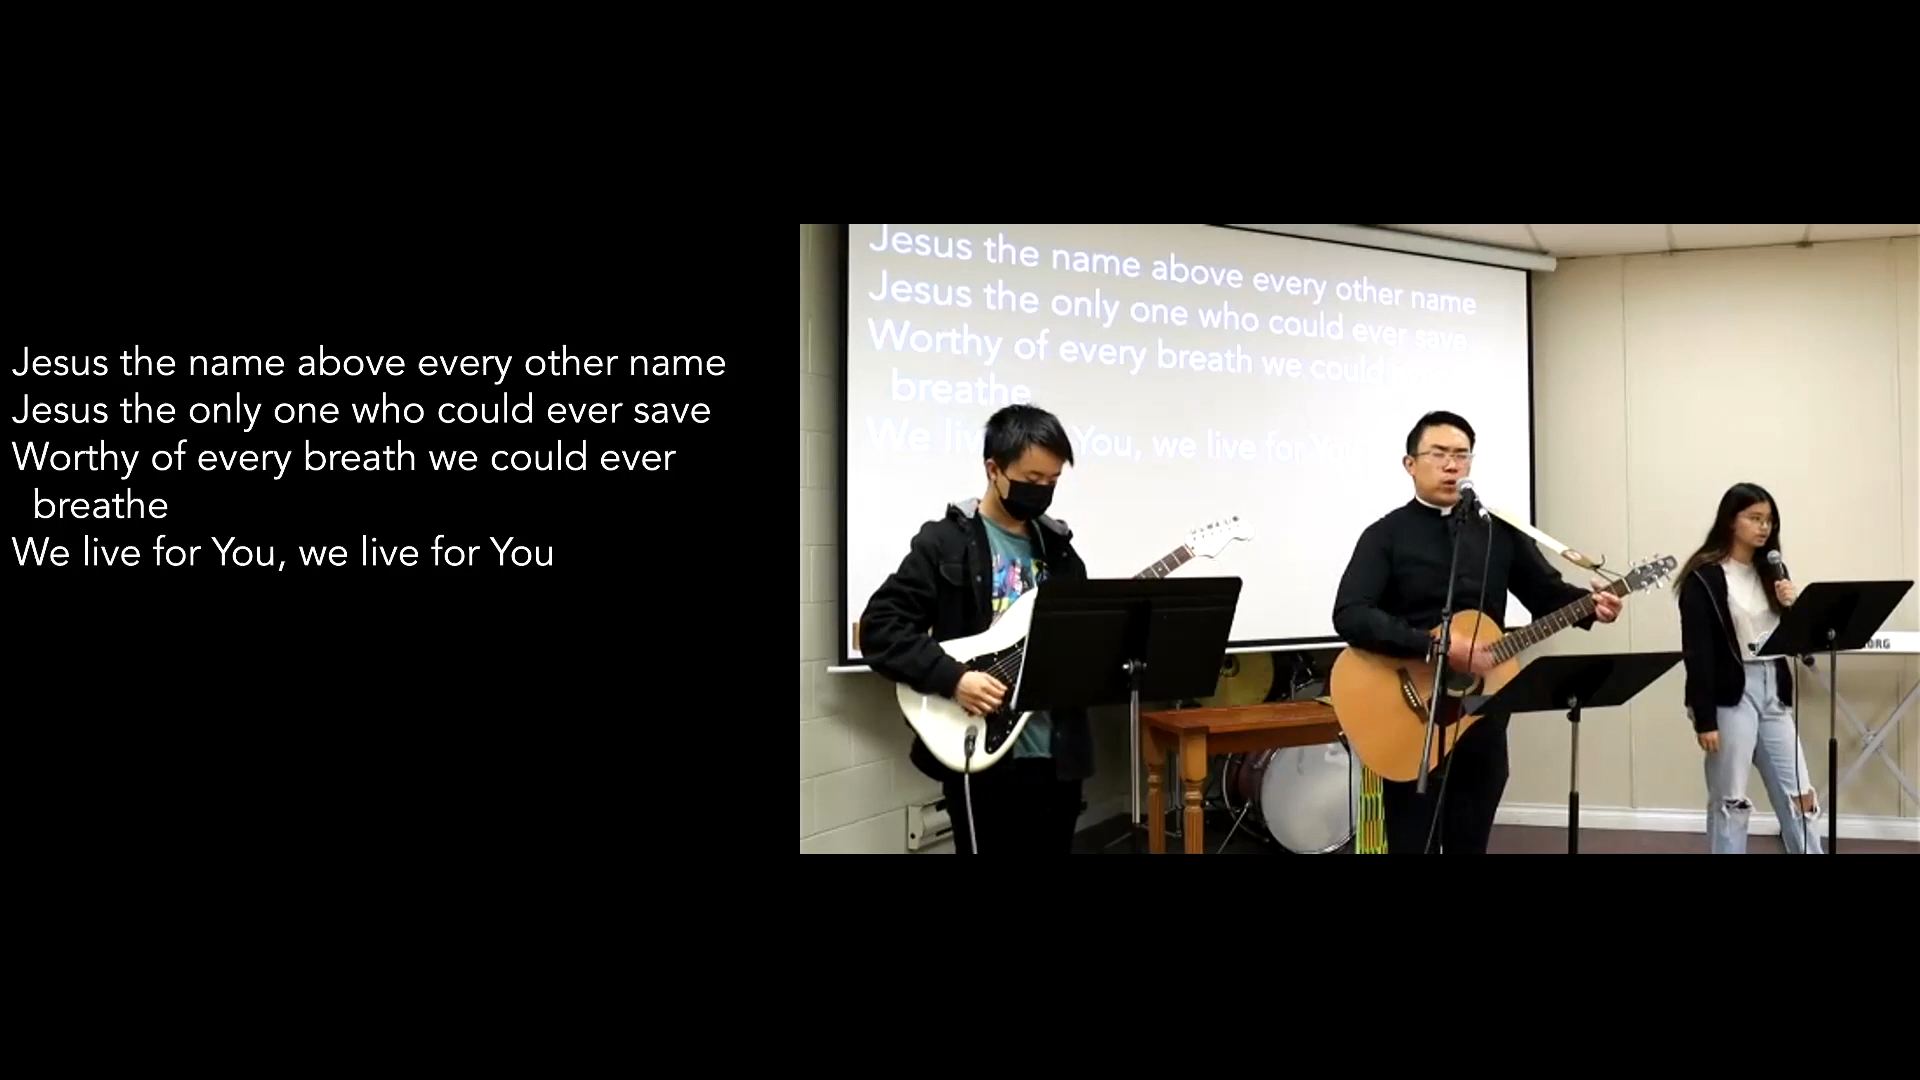 Jesus the name above every other name
Jesus the only one who could ever save
Worthy of every breath we could ever
breathe
We live for You, we live for You
Jesus the name above every other name
Jesus the only one who could ever save
Worthy of every breath we could
breathe
We You, we live for
ORG